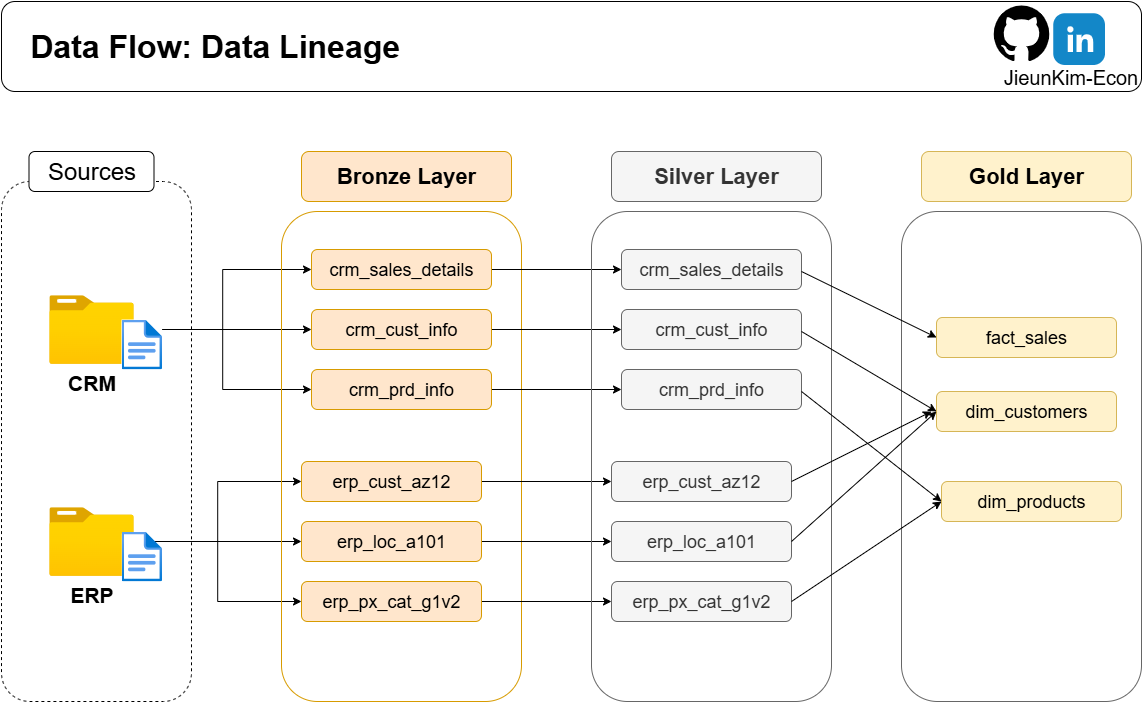 Data Flow: Data Lineage
in
JieunKim-Econ
Sources
Bronze Layer
Silver Layer
Gold Layer
CRM
ERP
crm_sales_details
crm_cust_info
crm_prd_info
erp_cust_az12
erp_loc_a101
erp_px_cat_g1v2
crm_sales_details
crm_cust_info
crm_prd_info
erp_cust_az12
erp_loc_a101
erp_px_cat_g1v2
fact_sales
dim_customers
dim_products